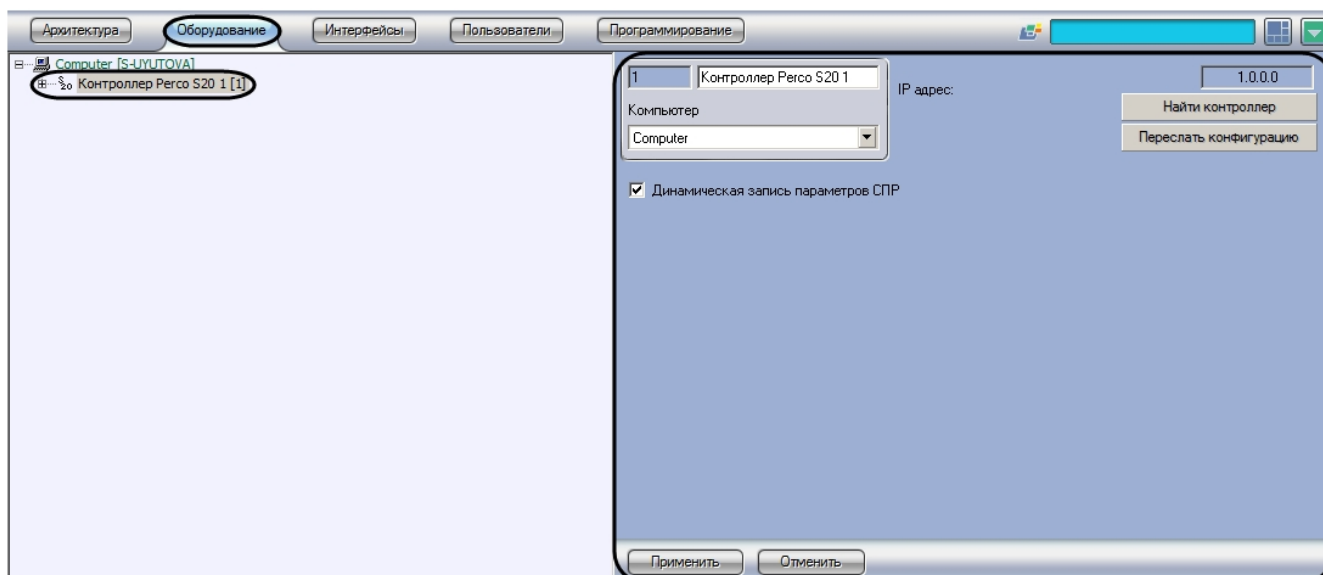 Архитектура Оборудование Интерфейсы Пользователи Программирование
Computer [S-UYUTOVA]
Контроллер Perco S20 1 [1]
1 Контроллер Perco S20 1
IP адрес: 1.0.0.0
Компьютер
Найти контроллер
Computer
Переслать конфигурацию
Динамическая запись параметров СПР
Применить Отменить